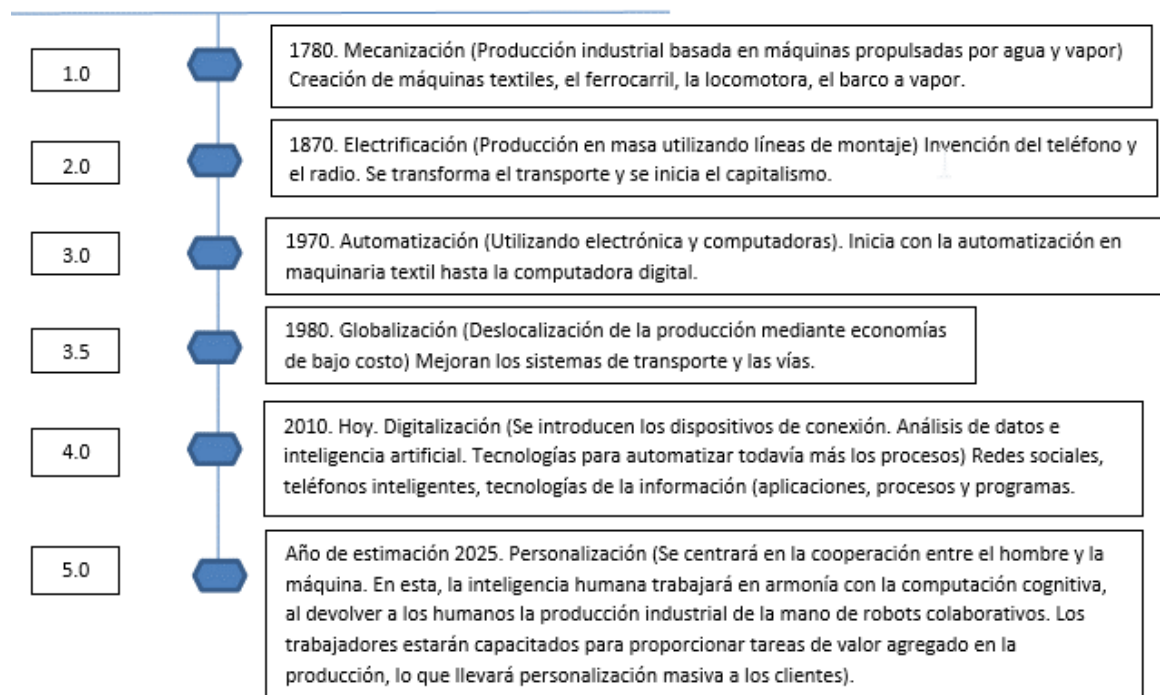 1.0
1780. Mecanización (Producción industrial basada en máquinas propulsadas por agua y vapor)
Creación de máquinas textiles, el ferrocarril, la locomotora, el barco a vapor.
2.0
1870. Electrificación (Producción en masa utilizando líneas de montaje) Invención del teléfono y
el radio. Se transforma el transporte y se inicia el capitalismo.
3.0
1970. Automatización (Utilizando electrónica y computadoras). Inicia con la automatización en
maquinaria textil hasta la computadora digital.
3.5
1980. Globalización (Deslocalización de la producción mediante economías
de bajo costo) Mejoran los sistemas de transporte y las vías.
4.0
2010. Hoy. Digitalización (Se introducen los dispositivos de conexión. Análisis de datos e
inteligencia artificial. Tecnologías para automatizar todavía más los procesos) Redes sociales,
teléfonos inteligentes, tecnologías de la información (aplicaciones, procesos y programas.
5.0
Año de estimación 2025. Personalización (Se centrará en la cooperación entre el hombre y la
máquina. En esta, la inteligencia humana trabajará en armonía con la computación cognitiva,
al devolver a los humanos la producción industrial de la mano de robots colaborativos. Los
trabajadores estarán capacitados para proporcionar tareas de valor agregado en la
producción, lo que llevará personalización masiva a los clientes).